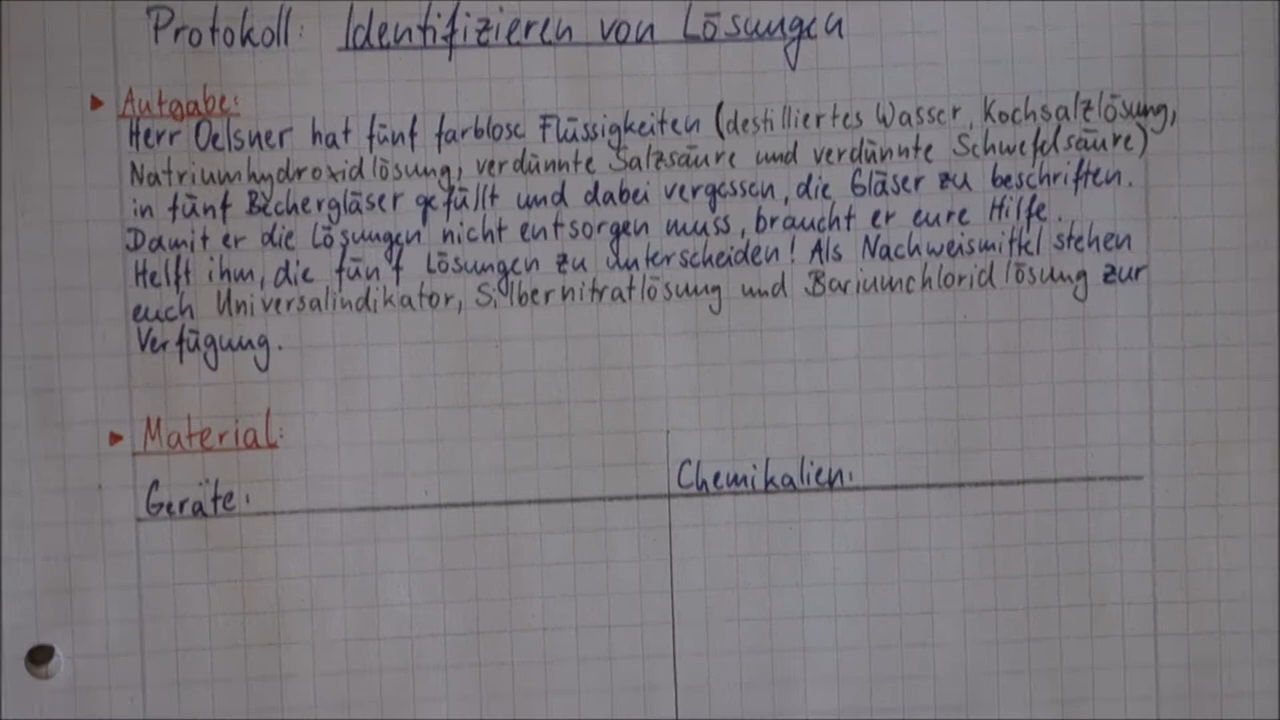 Protokoll: Identifizieren von Lösungen
▸ Aufgabe:
Herr Oelsner hat fünf farblose Flüssigkeiten (destilliertes Wasser, Kochsalzlösung,
Natriumhydroxidlösung, verdünnte Salzsäure und verdünnte Schwefelsäure)
in fünf Bechergläser gefüllt und dabei vergessen, die Gläser zu beschriften.
Damit er die Lösungen nicht entsorgen muss, braucht er eure Hilfe.
Helft ihm, die fünf Lösungen zu unterscheiden! Als Nachweismittel stehen
euch Universalindikator, Silbernitratlösung und Bariumchloridlösung zur
Verfügung.
▸ Material:
Geräte: Chemikalien: